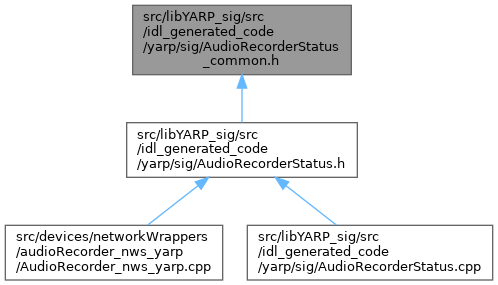 src/libYARP_sig/src
/idl_generated_code
/yarp/sig/AudioRecorderStatus
_common.h
src/libYARP_sig/src
/idl_generated_code
/yarp/sig/AudioRecorderStatus.h
src/devices/networkWrappers
/audioRecorder_nws_yarp
/AudioRecorder_nws_yarp.cpp
src/libYARP_sig/src
/idl_generated_code
/yarp/sig/AudioRecorderStatus.cpp